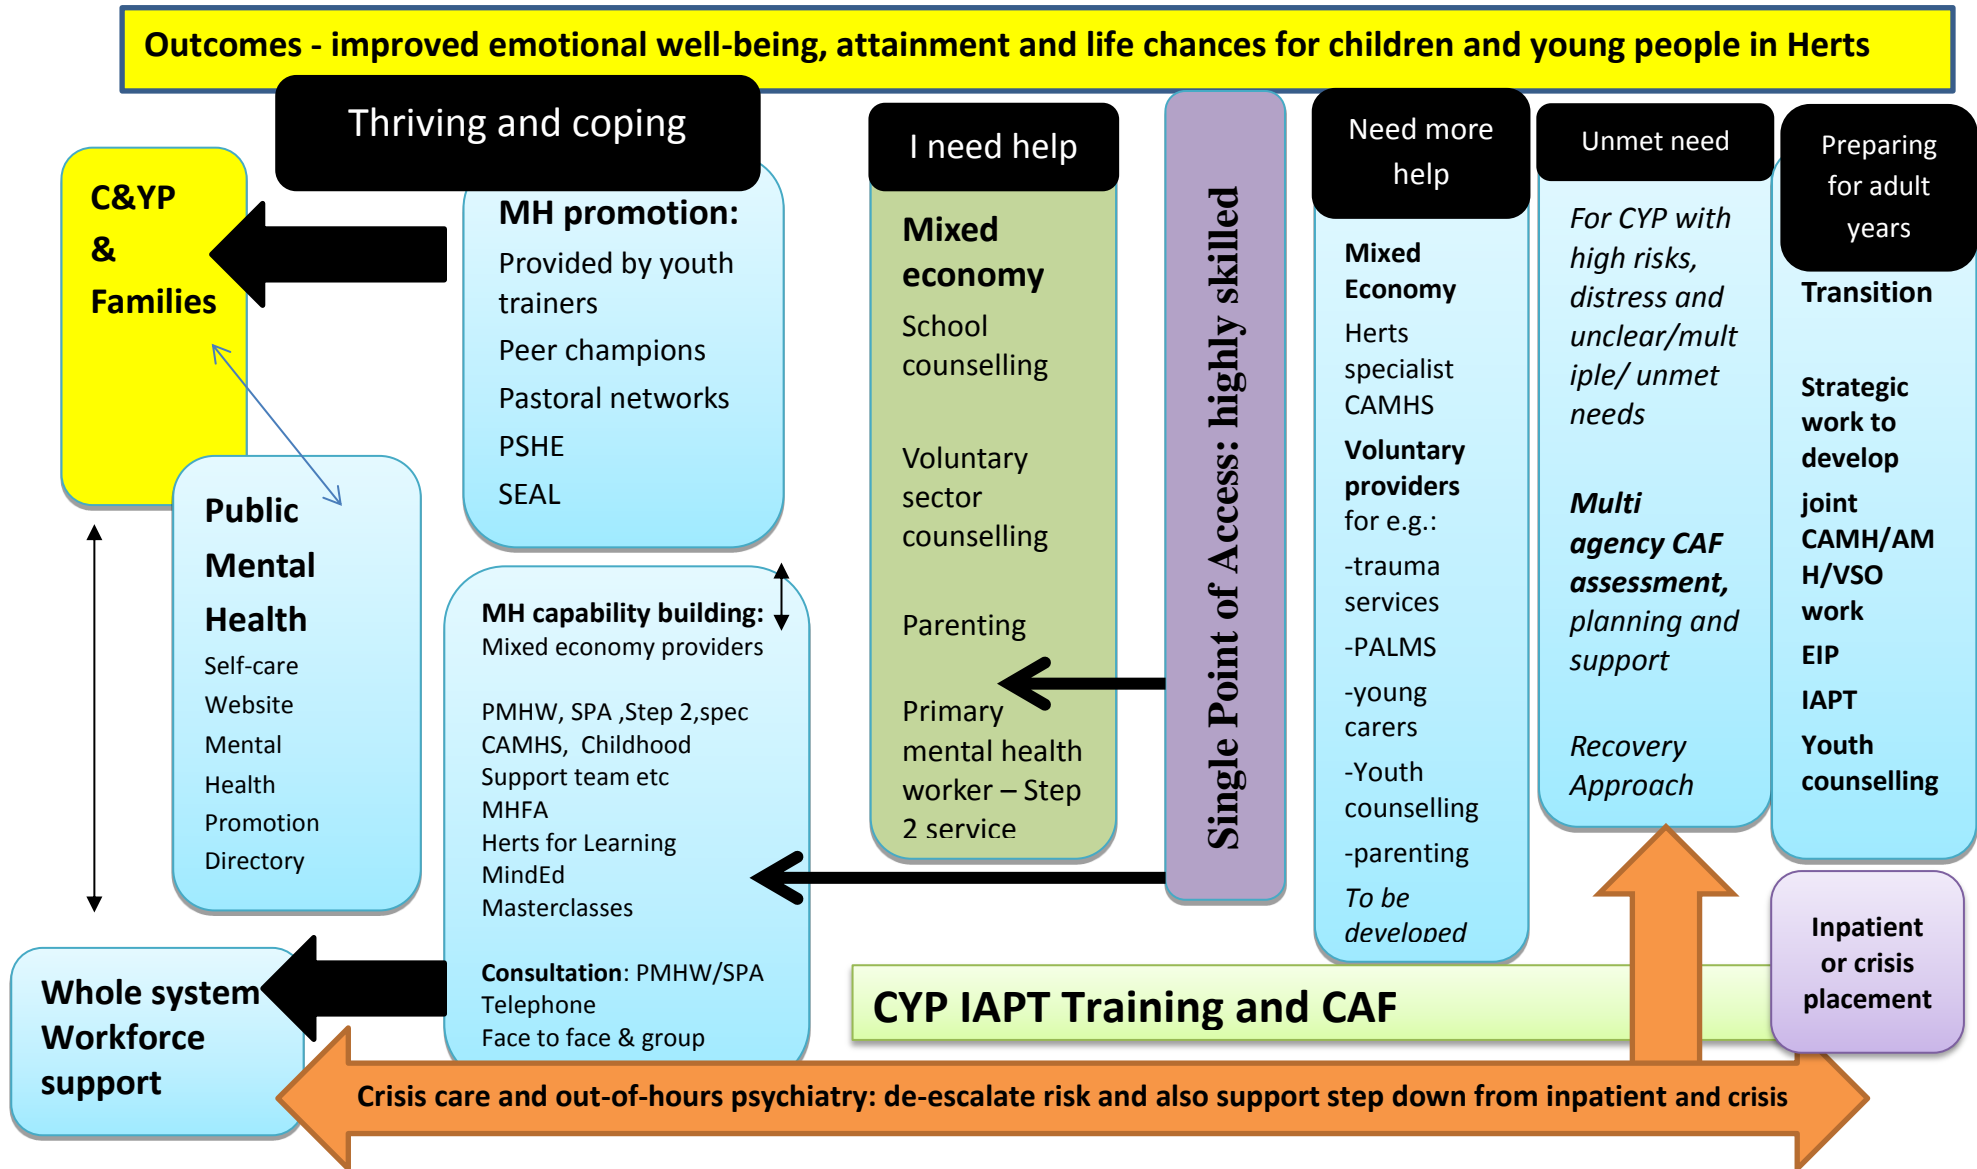 Outcomes - improved emotional well-being, attainment and life chances for children and young people in Herts
Thriving and coping
C&YP
&
Families
MH promotion:
Provided by youth
trainers
Peer champions
Pastoral networks
PSHE
SEAL
Public
Mental
Health
Self-care
Website
Mental
Health
Promotion
Directory
MH capability building:
Mixed economy providers
PMHW, SPA ,Step 2,spec
CAMHS, Childhood
Support team etc
MHFA
Herts for Learning
MindEd
Masterclasses
Consultation: PMHW/SPA
Telephone
Face to face & group
Whole system
Workforce
support
I need help
Mixed
economy
School
counselling
Voluntary
sector
counselling
Parenting
Primary
mental health
worker – Step
2 service
Single Point of Access: highly skilled
Need more
help
Mixed
Economy
Herts
specialist
CAMHS
Voluntary
providers
for e.g.:
-trauma
services
-PALMS
-young
carers
-Youth
counselling
-parenting
To be
developed
Unmet need
For CYP with
high risks,
distress and
unclear/mult
iple/ unmet
needs
Multi
agency CAF
assessment,
planning and
support
Recovery
Approach
Preparing
for adult
years
Transition
Strategic
work to
develop
joint
CAMH/AM
H/VSO
work
EIP
IAPT
Youth
counselling
Inpatient
or crisis
placement
CYP IAPT Training and CAF
Crisis care and out-of-hours psychiatry: de-escalate risk and also support step down from inpatient and crisis